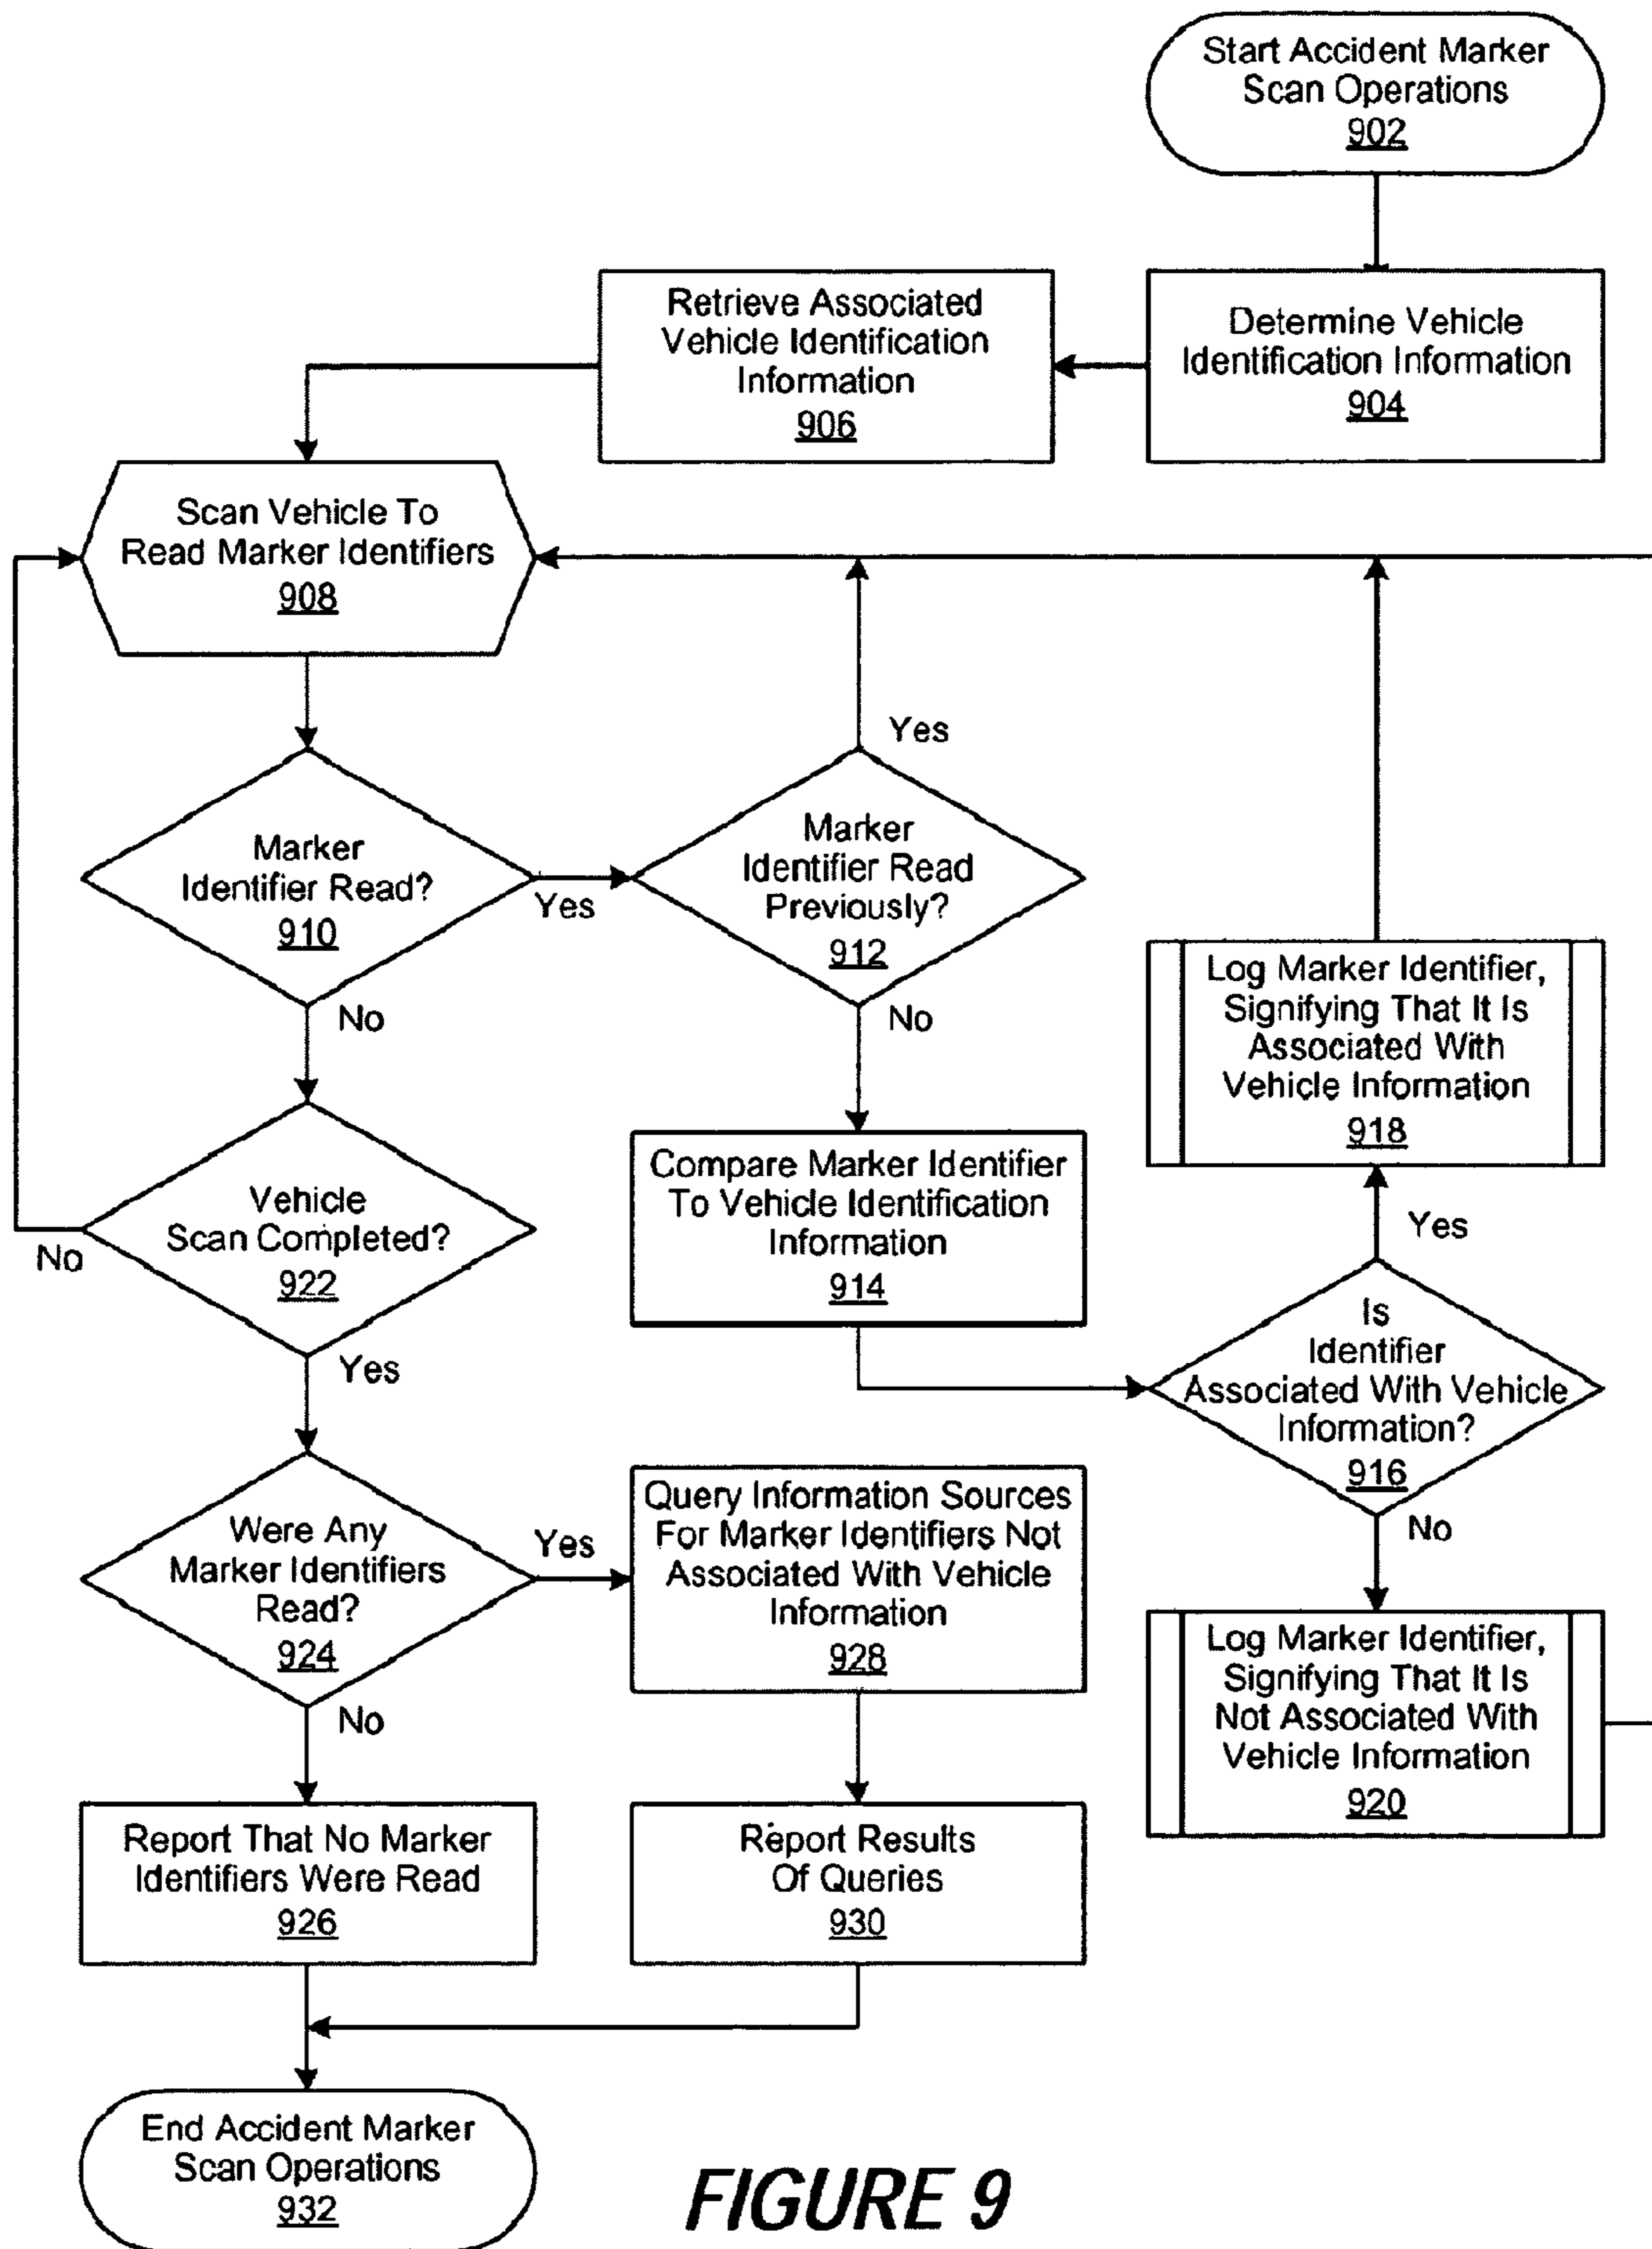 Start Accident Marker
Scan Operations
902
Retrieve Associated
Vehicle Identification
Information
906
Determine Vehicle
Identification Information
904
Scan Vehicle To
Read Marker Identifiers
908
Marker
Identifier Read?
910
Yes
No
Marker
Identifier Read
Previously?
912
Yes
No
Log Marker Identifier,
Signifying That It Is
Associated With
Vehicle Information
918
Vehicle
Scan Completed?
922
No
Yes
Compare Marker Identifier
To Vehicle Identification
Information
914
Yes
Is
Identifier
Associated With Vehicle
Information?
916
No
Were Any
Marker Identifiers
Read?
924
Yes
No
Query Information Sources
For Marker Identifiers Not
Associated With Vehicle
Information
928
Log Marker Identifier,
Signifying That It Is
Not Associated With
Vehicle Information
920
Report That No Marker
Identifiers Were Read
926
Report Results
Of Queries
930
End Accident Marker
Scan Operations
932
FIGURE 9